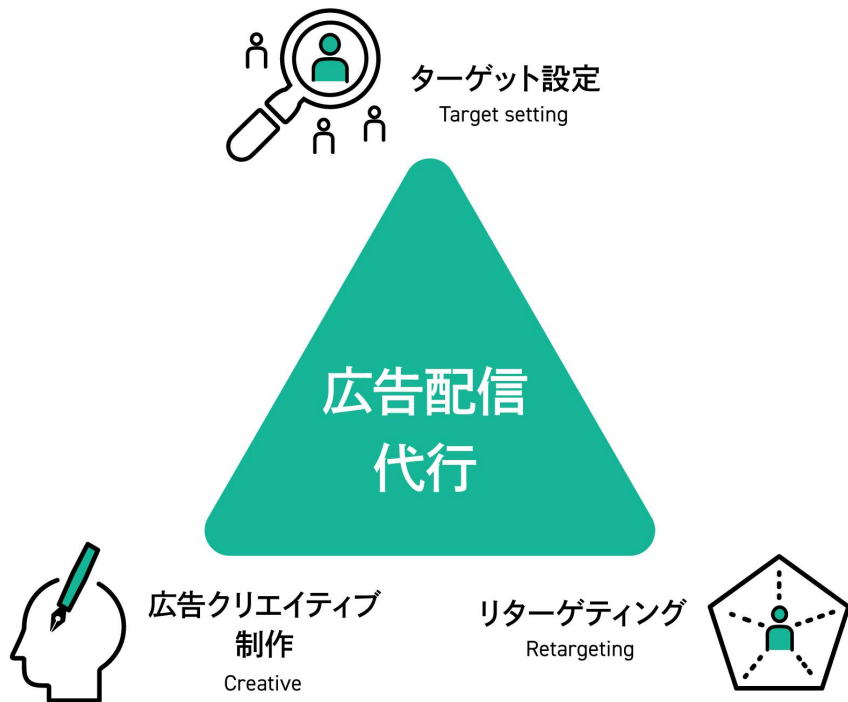 ターゲット設定
Target setting
広告配信
代行
広告クリエイティブ
制作
Creative
リターゲティング
Retargeting